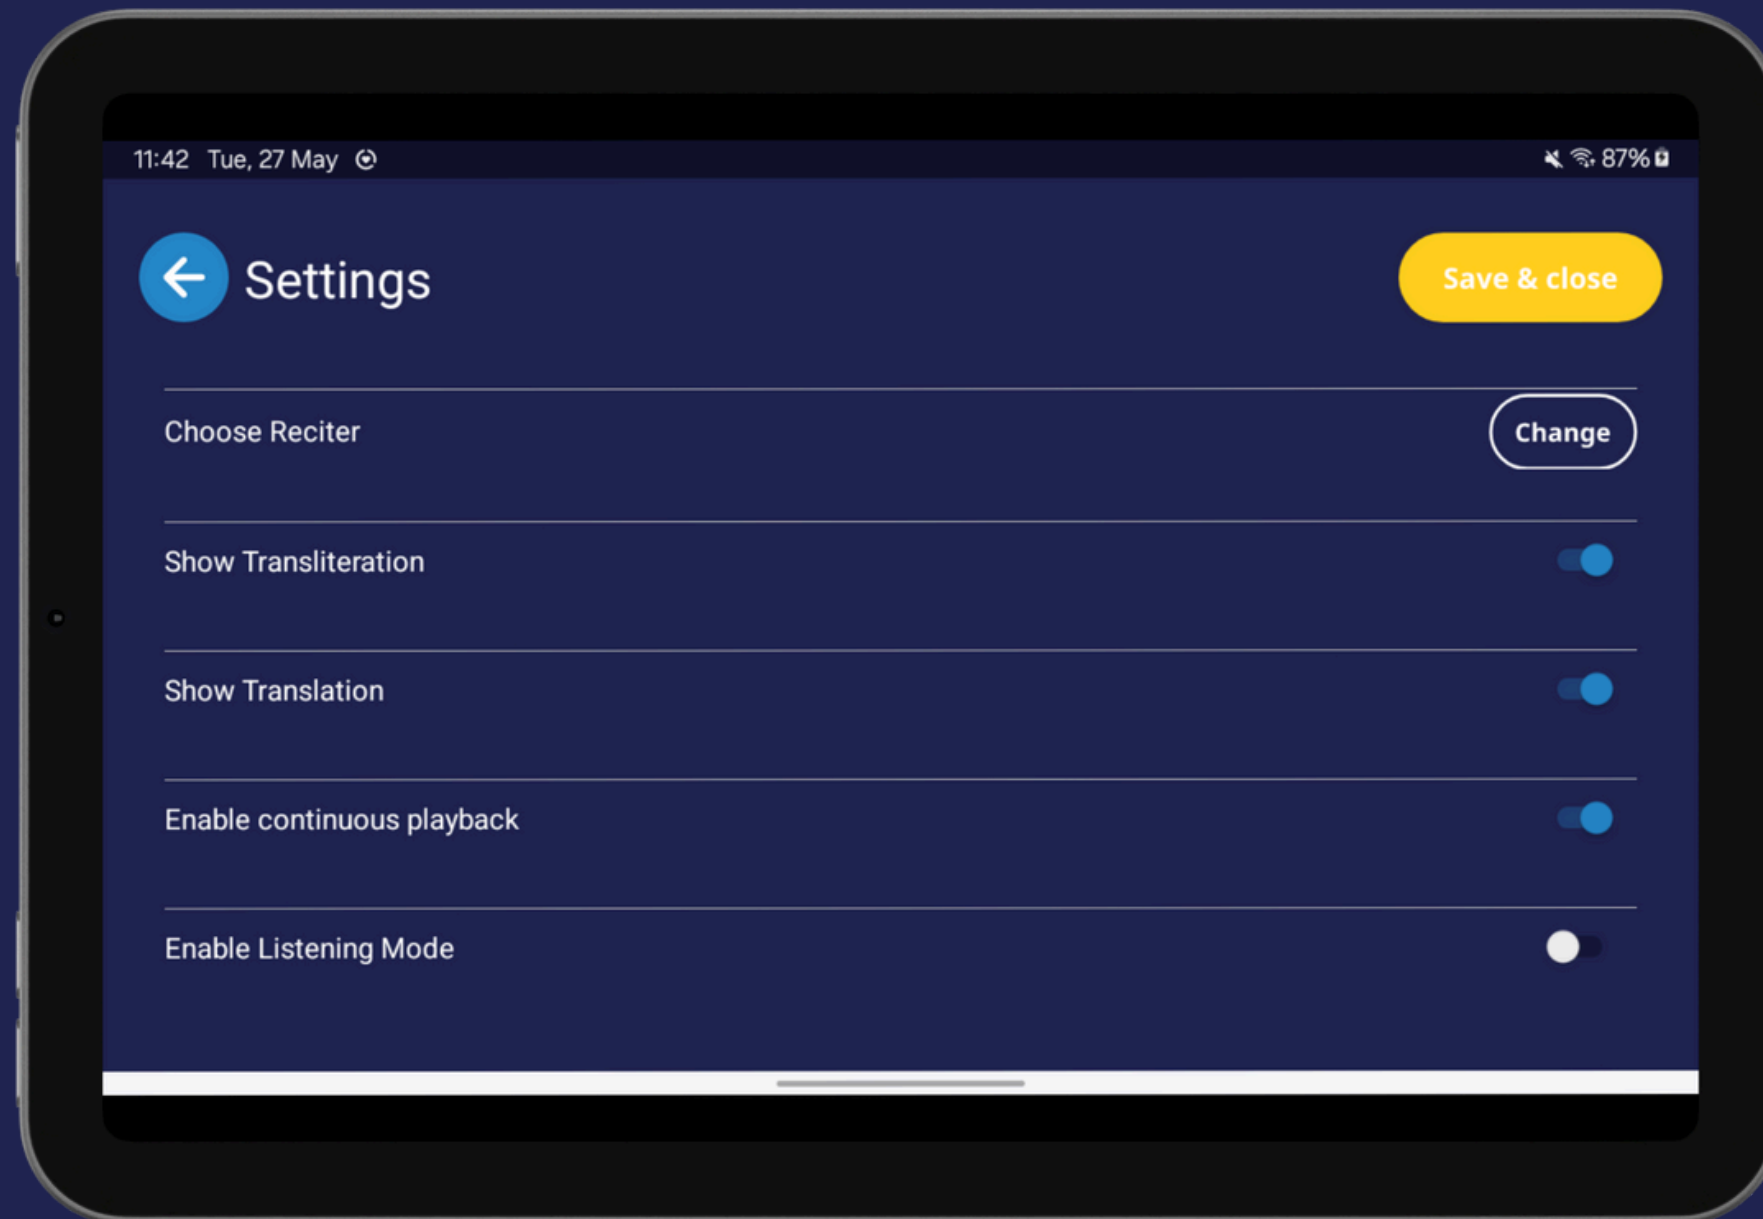 11:42 Tue, 27 May 87%
Settings
Save & close
Choose Reciter
Change
Show Transliteration
Show Translation
Enable continuous playback
Enable Listening Mode